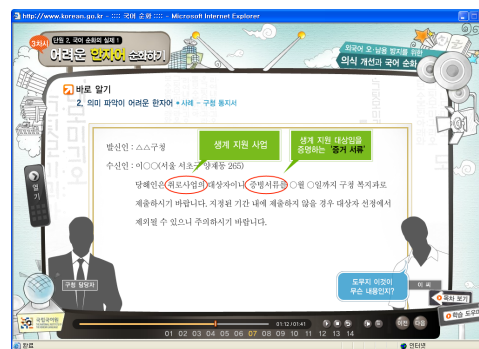 http://www.korean.go.kr - :::: 국어 순화 :::: - Microsoft Internet Explorer
3차시
단원 2. 국어 순화의 실제 1
어려운 한자어 순화하기
외국어 오·남용 방지를 위한
의식 개선과 국어 순화
바로 알기
2. 의미 파악이 어려운 한자어 • 사례 - 구청 통지서
발신인 : △△구청
생계 지원 사업
생계 지원 대상임을
증명하는 '증거 서류'
수신인 : 이○○(서울 서초구 양재동 265)
당해인은 취로사업의 대상자이니 증빙서류를 ○월 ○일까지 구청 복지과로
제출하시기 바랍니다. 지정된 기간 내에 제출하지 않을 경우 대상자 선정에서
제외될 수 있으니 주의하시기 바랍니다.
열기
구청 담당자
도무지 이것이
무슨 내용인지?
이 씨
목차 보기
학습 도우미
국립국어원
01:12/01:41
이전 다음
01 02 03 04 05 06 07 08 09 10 11 12 13 14
완료
인터넷